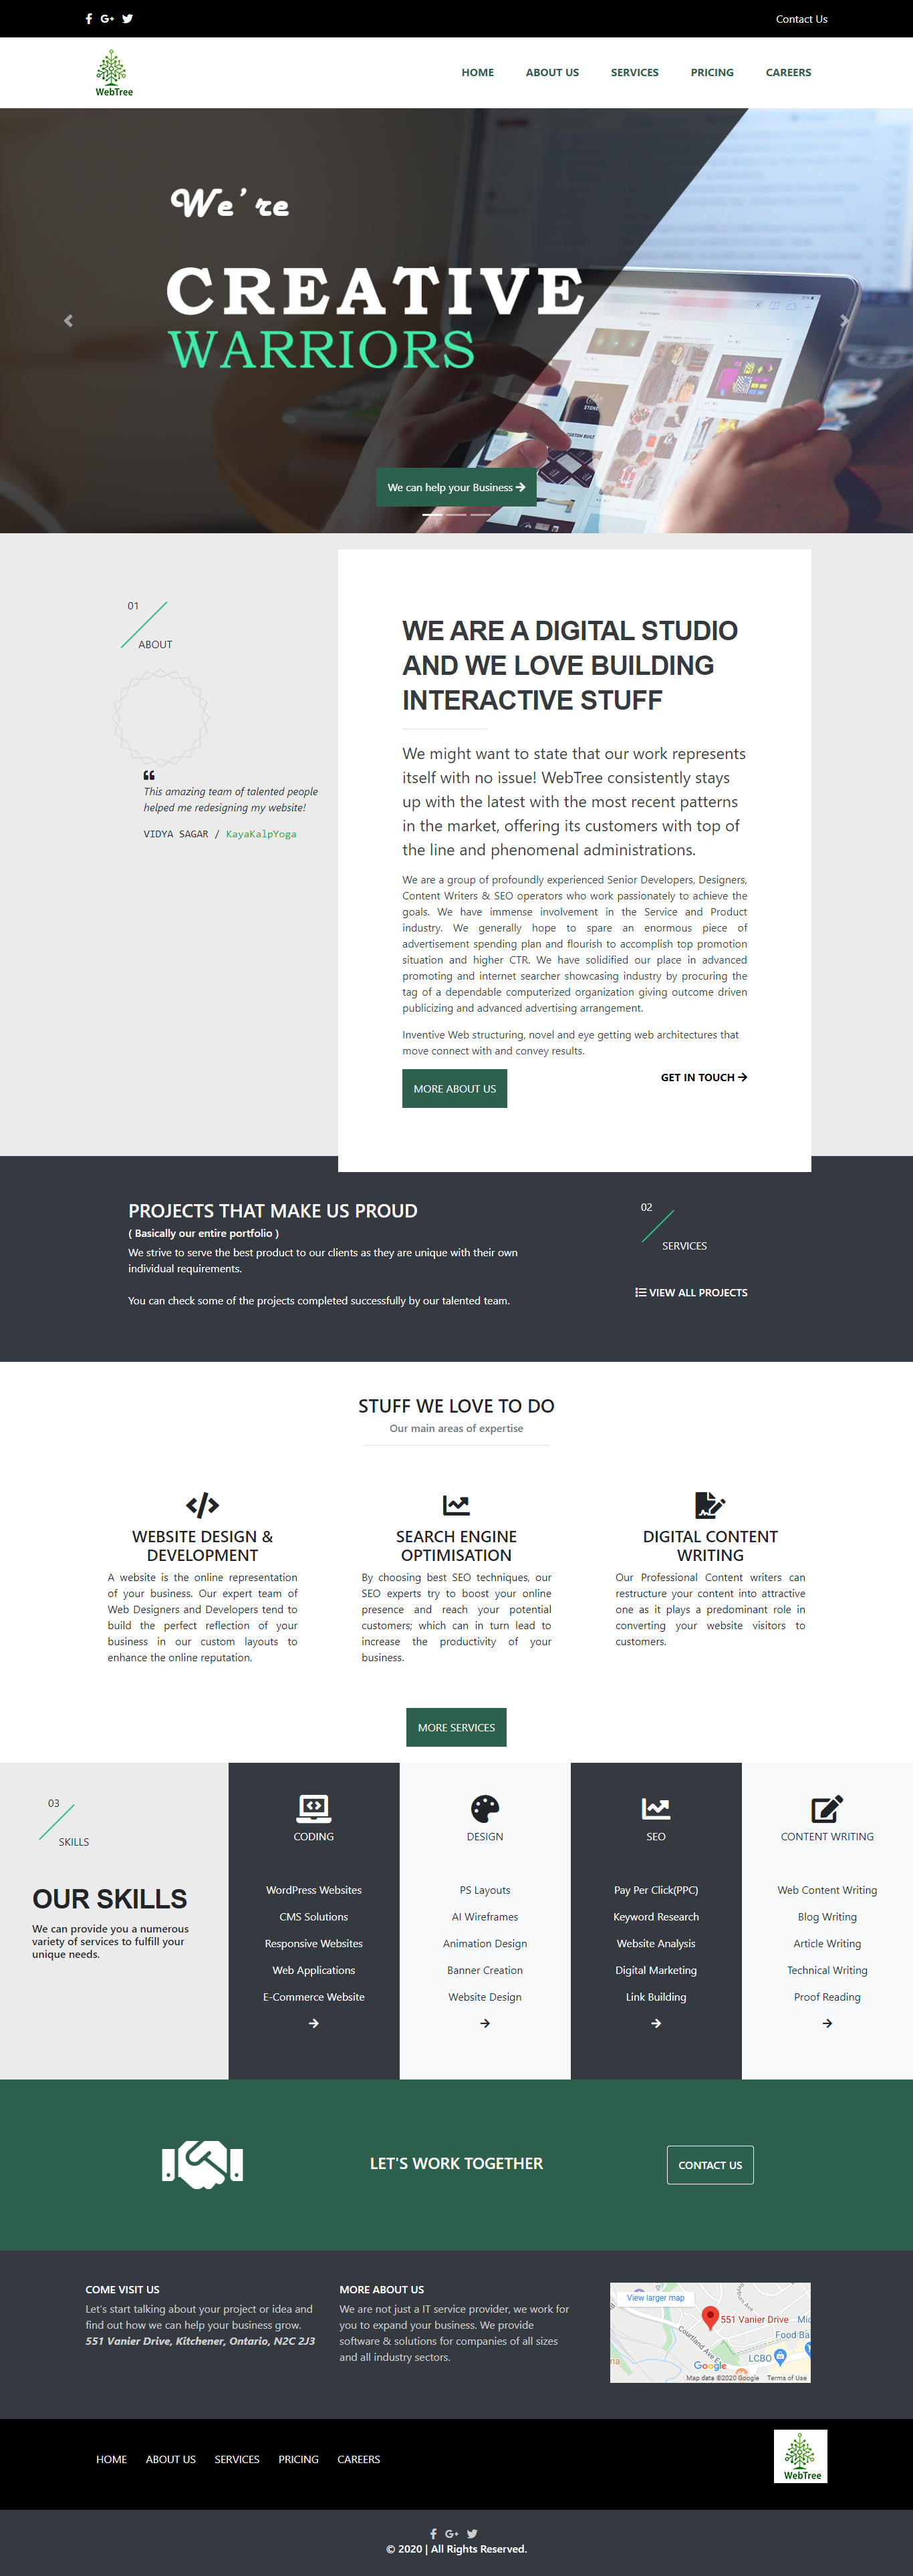 Contact Us
WebTree
HOME ABOUT US SERVICES PRICING CAREERS
We're
CREATIVE
WARRIORS
We can help your Business
01
ABOUT
This amazing team of talented people
helped me redesigning my website!
VIDYA SAGAR / KayaKalpYoga
WE ARE A DIGITAL STUDIO
AND WE LOVE BUILDING
INTERACTIVE STUFF
We might want to state that our work represents
itself with no issue! WebTree consistently stays
up with the latest with the most recent patterns
in the market, offering its customers with top of
the line and phenomenal administrations.
We are a group of profoundly experienced Senior Developers, Designers,
Content Writers & SEO operators who work passionately to achieve the
goals. We have immense involvement in the Service and Product
industry. We generally hope to spare an enormous piece of
advertisement spending plan and flourish to accomplish top promotion
situation and higher CTR. We have solidified our place in advanced
promoting and internet searcher showcasing industry by procuring the
tag of a dependable computerized organization giving outcome driven
publicizing and advanced advertising arrangement.
Inventive Web structuring, novel and eye getting web architectures that
move connect with and convey results.
MORE ABOUT US
GET IN TOUCH
PROJECTS THAT MAKE US PROUD
( Basically our entire portfolio )
We strive to serve the best product to our clients as they are unique with their own
individual requirements.
You can check some of the projects completed successfully by our talented team.
02
SERVICES
VIEW ALL PROJECTS
STUFF WE LOVE TO DO
Our main areas of expertise
WEBSITE DESIGN &
DEVELOPMENT
A website is the online representation
of your business. Our expert team of
Web Designers and Developers tend to
build the perfect reflection of your
business in our custom layouts to
enhance the online reputation.
SEARCH ENGINE
OPTIMISATION
By choosing best SEO techniques, our
SEO experts try to boost your online
presence and reach your potential
customers; which can in turn lead to
increase the productivity of your
business.
DIGITAL CONTENT
WRITING
Our Professional Content writers can
restructure your content into attractive
one as it plays a predominant role in
converting your website visitors to
customers.
MORE SERVICES
03
SKILLS
OUR SKILLS
We can provide you a numerous
variety of services to fulfill your
unique needs.
CODING
WordPress Websites
CMS Solutions
Responsive Websites
Web Applications
E-Commerce Website
DESIGN
PS Layouts
AI Wireframes
Animation Design
Banner Creation
Website Design
SEO
Pay Per Click(PPC)
Keyword Research
Website Analysis
Digital Marketing
Link Building
CONTENT WRITING
Web Content Writing
Blog Writing
Article Writing
Technical Writing
Proof Reading
LET'S WORK TOGETHER
CONTACT US
COME VISIT US
Let's start talking about your project or idea and
find out how we can help your business grow.
551 Vanier Drive, Kitchener, Ontario, N2C 2J3
MORE ABOUT US
We are not just a IT service provider, we work for
you to expand your business. We provide
software & solutions for companies of all sizes
and all industry sectors.
View larger map
551 Vanier Drive
Courtland Ave E
Food Ba
LCBO
Google
Map data ©2020 Google Terms of Use
HOME ABOUT US SERVICES PRICING CAREERS
WebTree
© 2020 | All Rights Reserved.